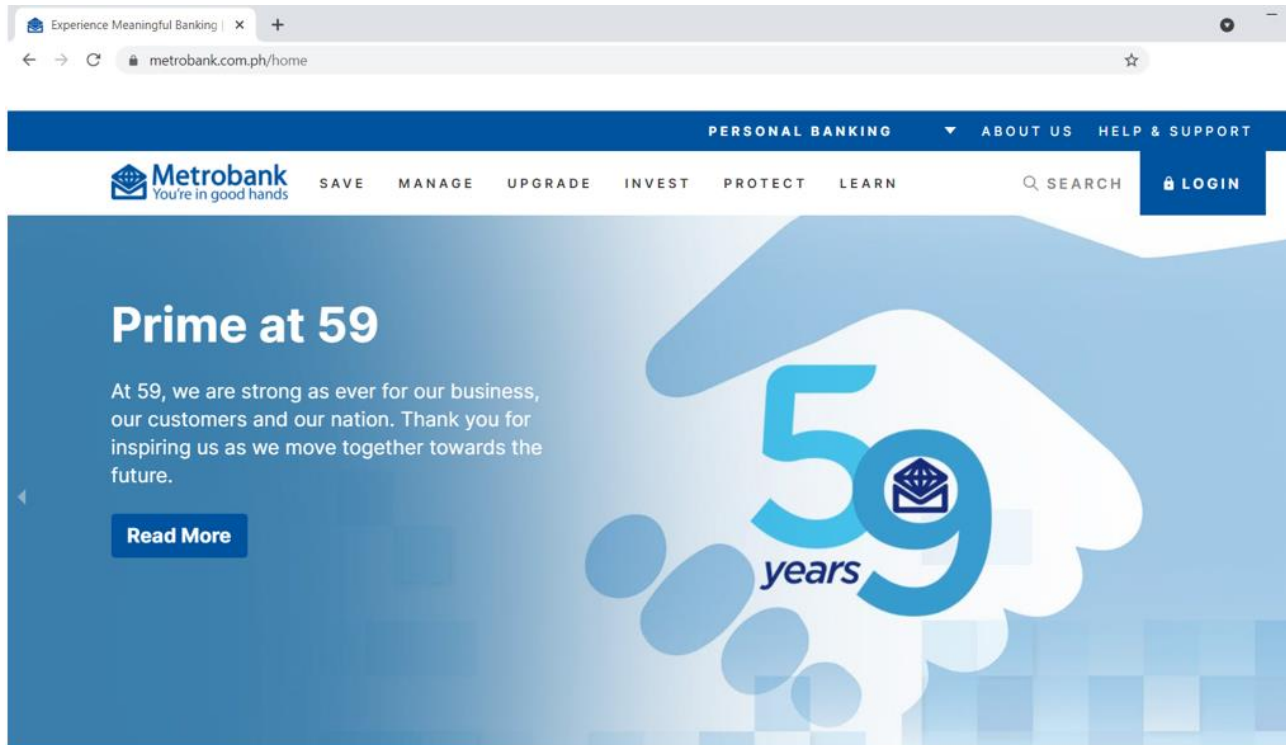 Experience Meaningful Banking |
metrobank.com.ph/home
PERSONAL BANKING ABOUT US HELP & SUPPORT
Metrobank
You're in good hands
SAVE MANAGE UPGRADE INVEST PROTECT LEARN SEARCH LOGIN
Prime at 59
At 59, we are strong as ever for our business,
our customers and our nation. Thank you for
inspiring us as we move together towards the
future.
Read More
59
years